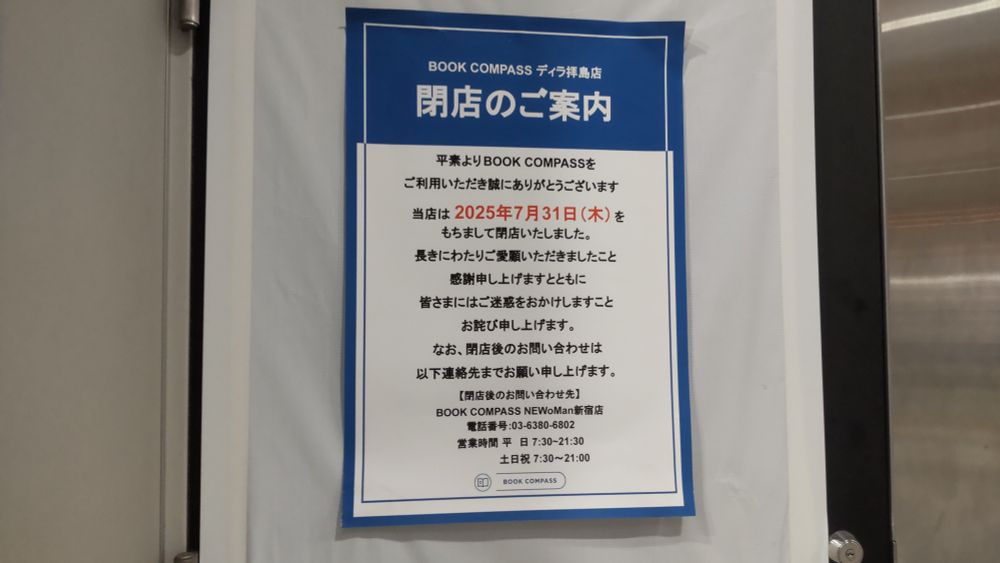 BOOK COMPASS ディラ拝島店
閉店のご案内
平素よりBOOK COMPASSを
ご利用いただき誠にありがとうございます
当店は 2025年7月31日(木)を
もちまして閉店いたしました。
長きにわたりご愛願いただきましたこと
感謝申し上げますとともに
皆さまにはご迷惑をおかけしますこと
お詫び申し上げます。
なお、閉店後のお問い合わせは
以下連絡先までお願い申し上げます。
【閉店後のお問い合わせ先】
BOOK COMPASS NEWoMan新宿店
電話番号:03-6380-6802
営業時間 平 日 7:30~21:30
土日祝 7:30～21:00
BOOK COMPASS